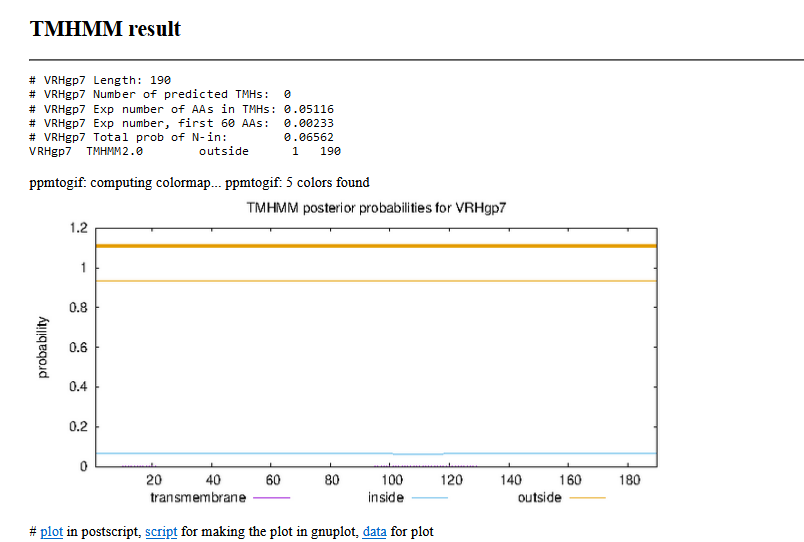 TMHMM result
# VRHgp7 Length: 190
# VRHgp7 Number of predicted TMHs:  0
# VRHgp7 Exp number of AAs in TMHs: 0.05116
# VRHgp7 Exp number, first 60 AAs:  0.00233
# VRHgp7 Total prob of N-in:        0.06562
VRHgp7  TMHMM2.0        outside      1   190
ppmtogif: computing colormap... ppmtogif: 5 colors found
TMHMM posterior probabilities for VRHgp7
1.2
1
0.8
0.6
0.4
0.2
0
probability
20 40 60 80 100 120 140 160 180
transmembrane inside outside
# plot in postscript, script for making the plot in gnuplot, data for plot